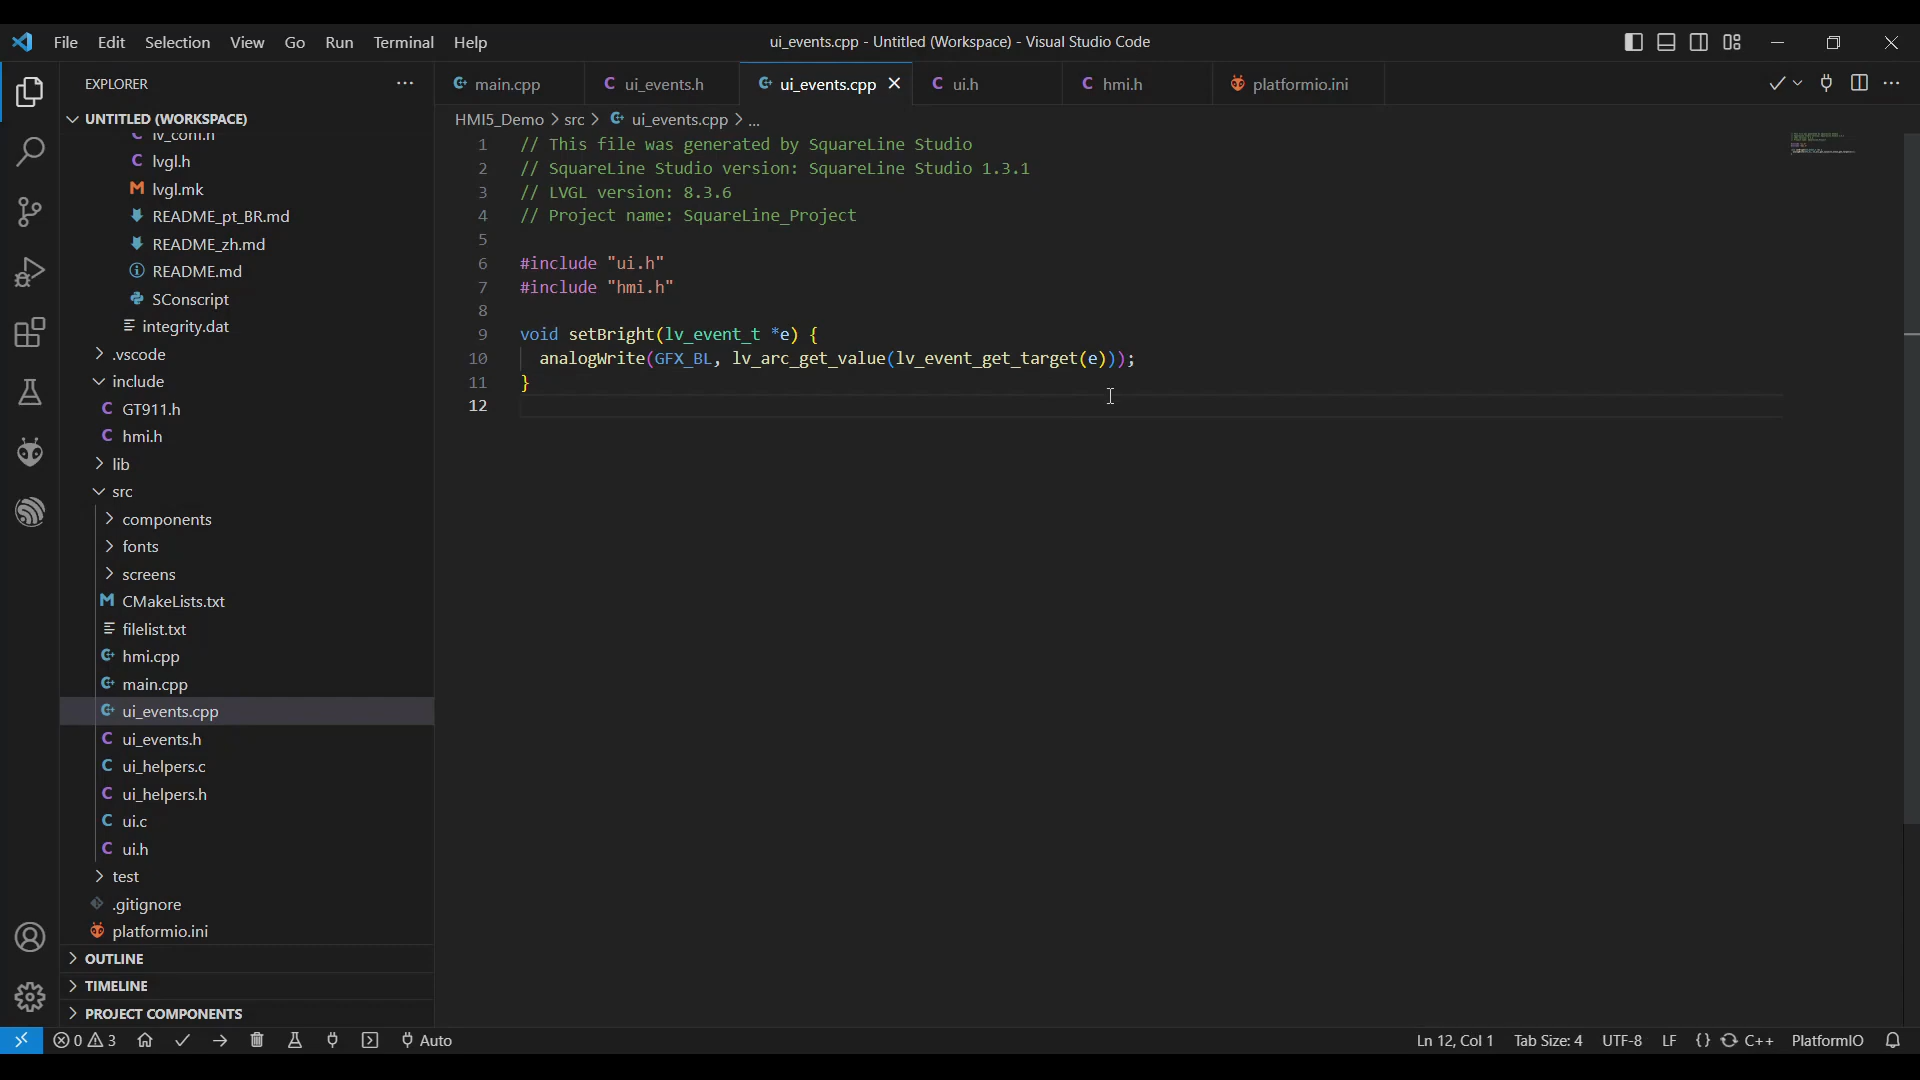 File Edit Selection View Go Run Terminal Help
ui_events.cpp - Untitled (Workspace) - Visual Studio Code
EXPLORER
main.cpp
ui_events.h
ui_events.cpp
ui.h
hmi.h
platformio.ini
UNTITLED (WORKSPACE)
lv_conf.h
lvgl.h
lvgl.mk
README_pt_BR.md
README_zh.md
README.md
SConscript
integrity.dat
.vscode
include
GT911.h
hmi.h
lib
src
components
fonts
screens
CMakeLists.txt
filelist.txt
hmi.cpp
main.cpp
ui_events.cpp
ui_events.h
ui_helpers.c
ui_helpers.h
ui.c
ui.h
test
.gitignore
platformio.ini
OUTLINE
TIMELINE
PROJECT COMPONENTS
HMI5_Demo > src > ui_events.cpp > ...
1 // This file was generated by SquareLine Studio
2 // SquareLine Studio version: SquareLine Studio 1.3.1
3 // LVGL version: 8.3.6
4 // Project name: SquareLine_Project
5
6 #include "ui.h"
7 #include "hmi.h"
8
9 void setBright(lv_event_t *e) {
10 analogWrite(GFX_BL, lv_arc_get_value(lv_event_get_target(e)));
11 }
12
0 3 Auto
Ln 12, Col 1 Tab Size: 4 UTF-8 LF {} C++ PlatformIO